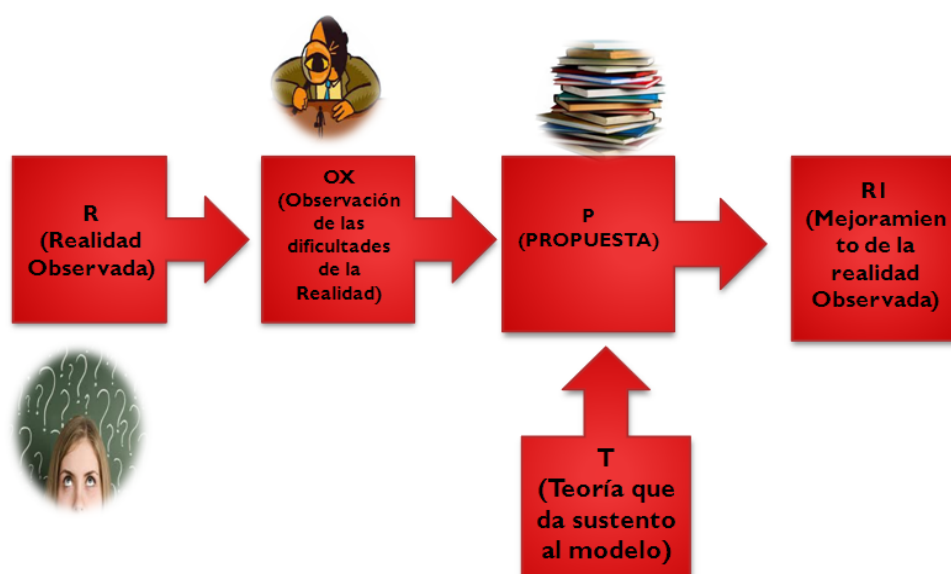 R
(Realidad
Observada)
OX
(Observación
de las
dificultades
de la
Realidad)
P
(PROPUESTA)
R1
(Mejoramien
to de la
realidad
Observada)
T
(Teoría que
da sustento
al modelo)